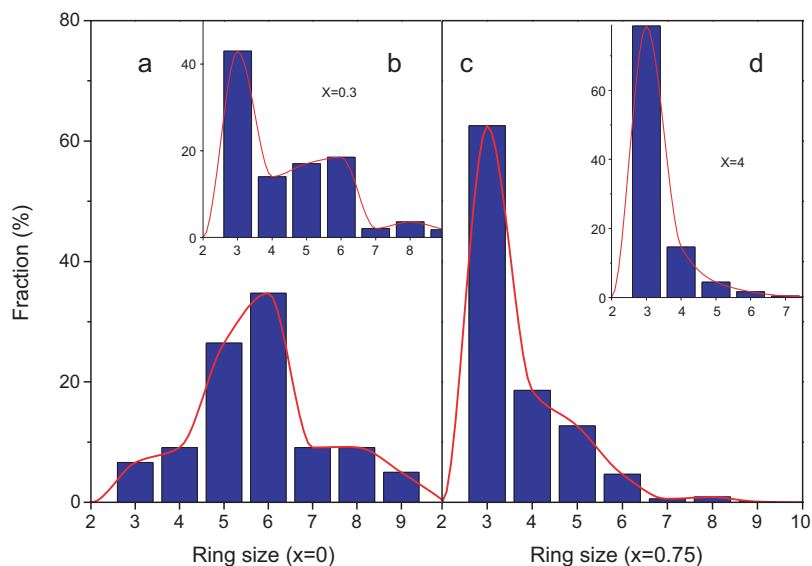 80
60
40
20
0
Fraction (%)
a
b
c
d
40
20
0
X=0.3
2 3 4 5 6 7 8
60
40
20
0
X=4
2 3 4 5 6 7
2 3 4 5 6 7 8 9 2 3 4 5 6 7 8 9 10
Ring size (x=0) Ring size (x=0.75)